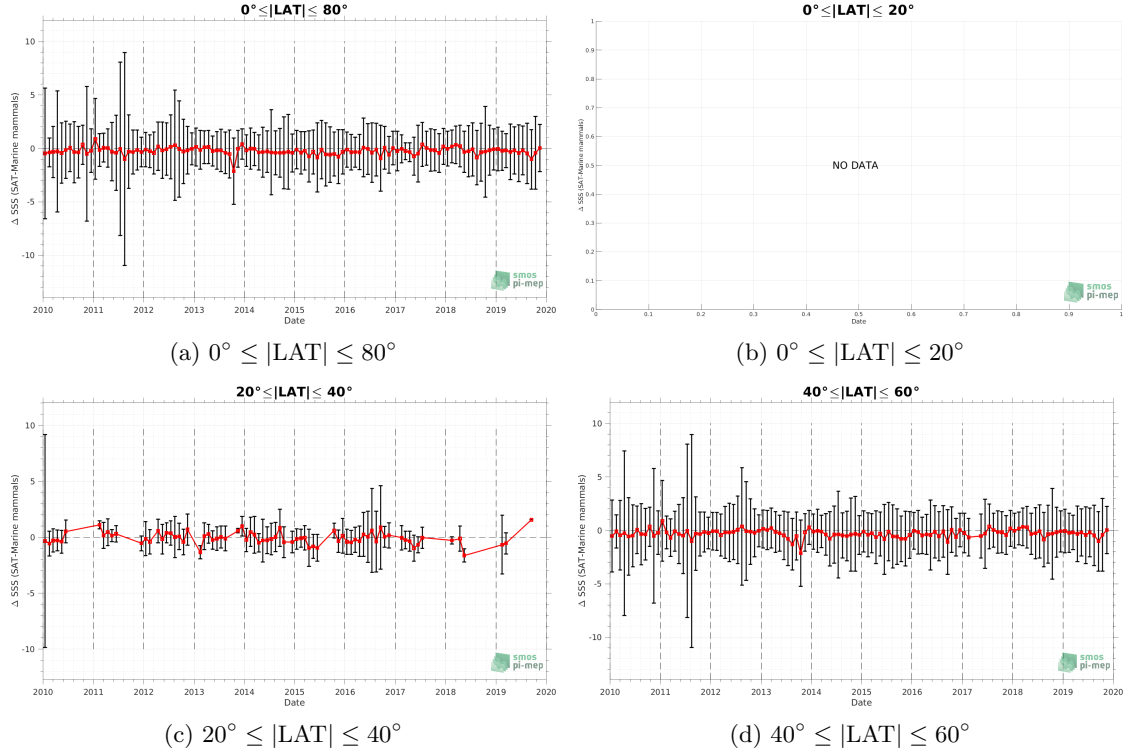 0°≤|LAT|≤ 80°
Δ SSS (SAT-Marine mammals)
10
5
0
-5
-10
2010 2011 2012 2013 2014 2015 2016 2017 2018 2019 2020
Date
smos
pi-mep
(a) 0° ≤ |LAT| ≤ 80°
0°≤|LAT|≤ 20°
Δ SSS (SAT-Marine mammals)
1
0.9
0.8
0.7
0.6
0.5
0.4
0.3
0.2
0.1
0
NO DATA
0 0.1 0.2 0.3 0.4 0.5 0.6 0.7 0.8 0.9 1
Date
smos
pi-mep
(b) 0° ≤ |LAT| ≤ 20°
20°≤|LAT|≤ 40°
Δ SSS (SAT-Marine mammals)
10
5
0
-5
-10
2010 2011 2012 2013 2014 2015 2016 2017 2018 2019 2020
Date
smos
pi-mep
(c) 20° ≤ |LAT| ≤ 40°
40°≤|LAT|≤ 60°
Δ SSS (SAT-Marine mammals)
10
5
0
-5
-10
2010 2011 2012 2013 2014 2015 2016 2017 2018 2019 2020
Date
smos
pi-mep
(d) 40° ≤ |LAT| ≤ 60°